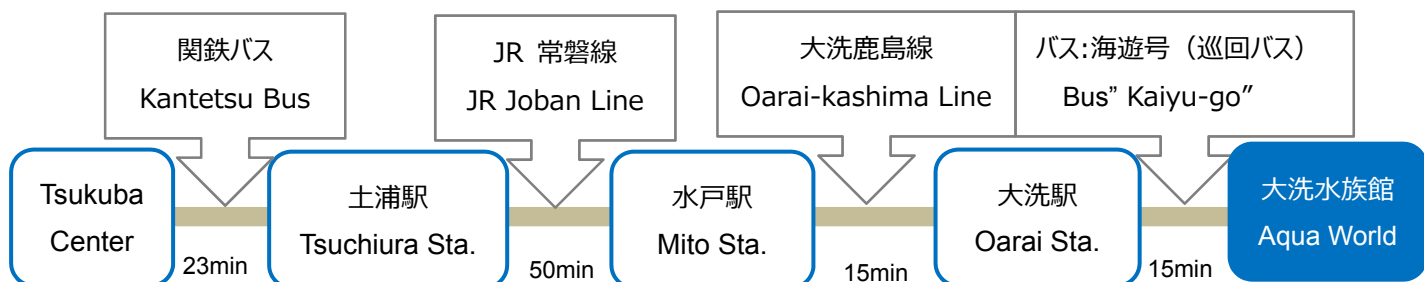 関鉄バス
Kantetsu Bus
JR 常磐線
JR Joban Line
大洗鹿島線
Oarai-kashima Line
バス:海遊号（巡回バス）
Bus” Kaiyu-go”
Tsukuba
Center
23min
土浦駅
Tsuchiura Sta.
50min
水戸駅
Mito Sta.
15min
大洗駅
Oarai Sta.
15min
大洗水族館
Aqua World